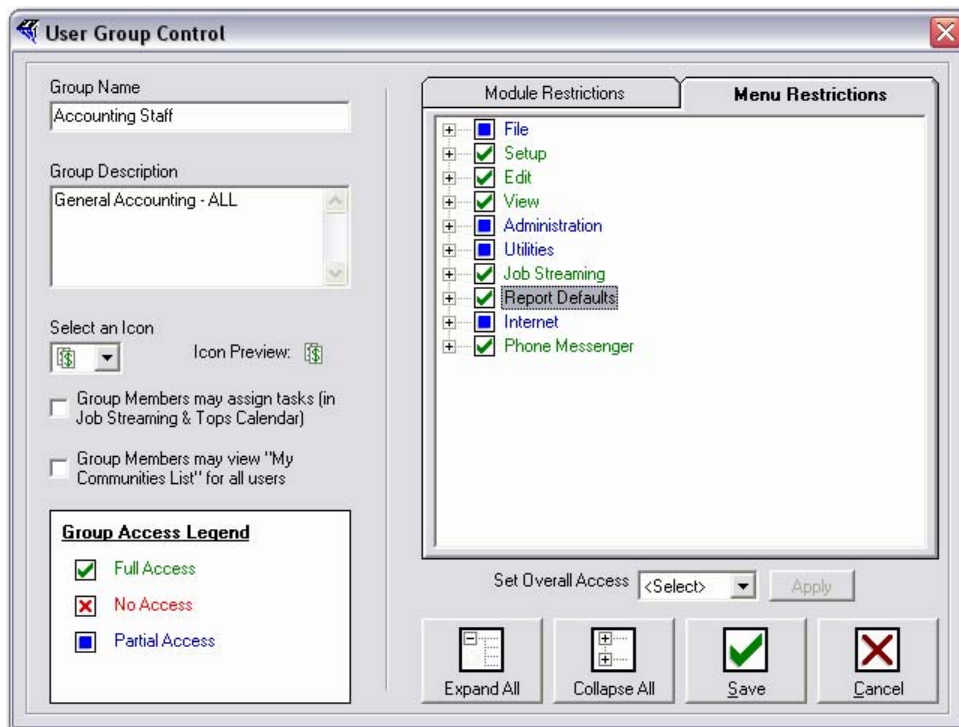 User Group Control
Group Name
Accounting Staff
Group Description
General Accounting - ALL
Select an Icon
Icon Preview:
Group Members may assign tasks (in
Job Streaming & Tops Calendar)
Group Members may view "My
Communities List" for all users
Group Access Legend
Full Access
No Access
Partial Access
Module Restrictions
Menu Restrictions
File
Setup
Edit
View
Administration
Utilities
Job Streaming
Report Defaults
Internet
Phone Messenger
Set Overall Access
<Select>
Apply
Expand All
Collapse All
Save
Cancel